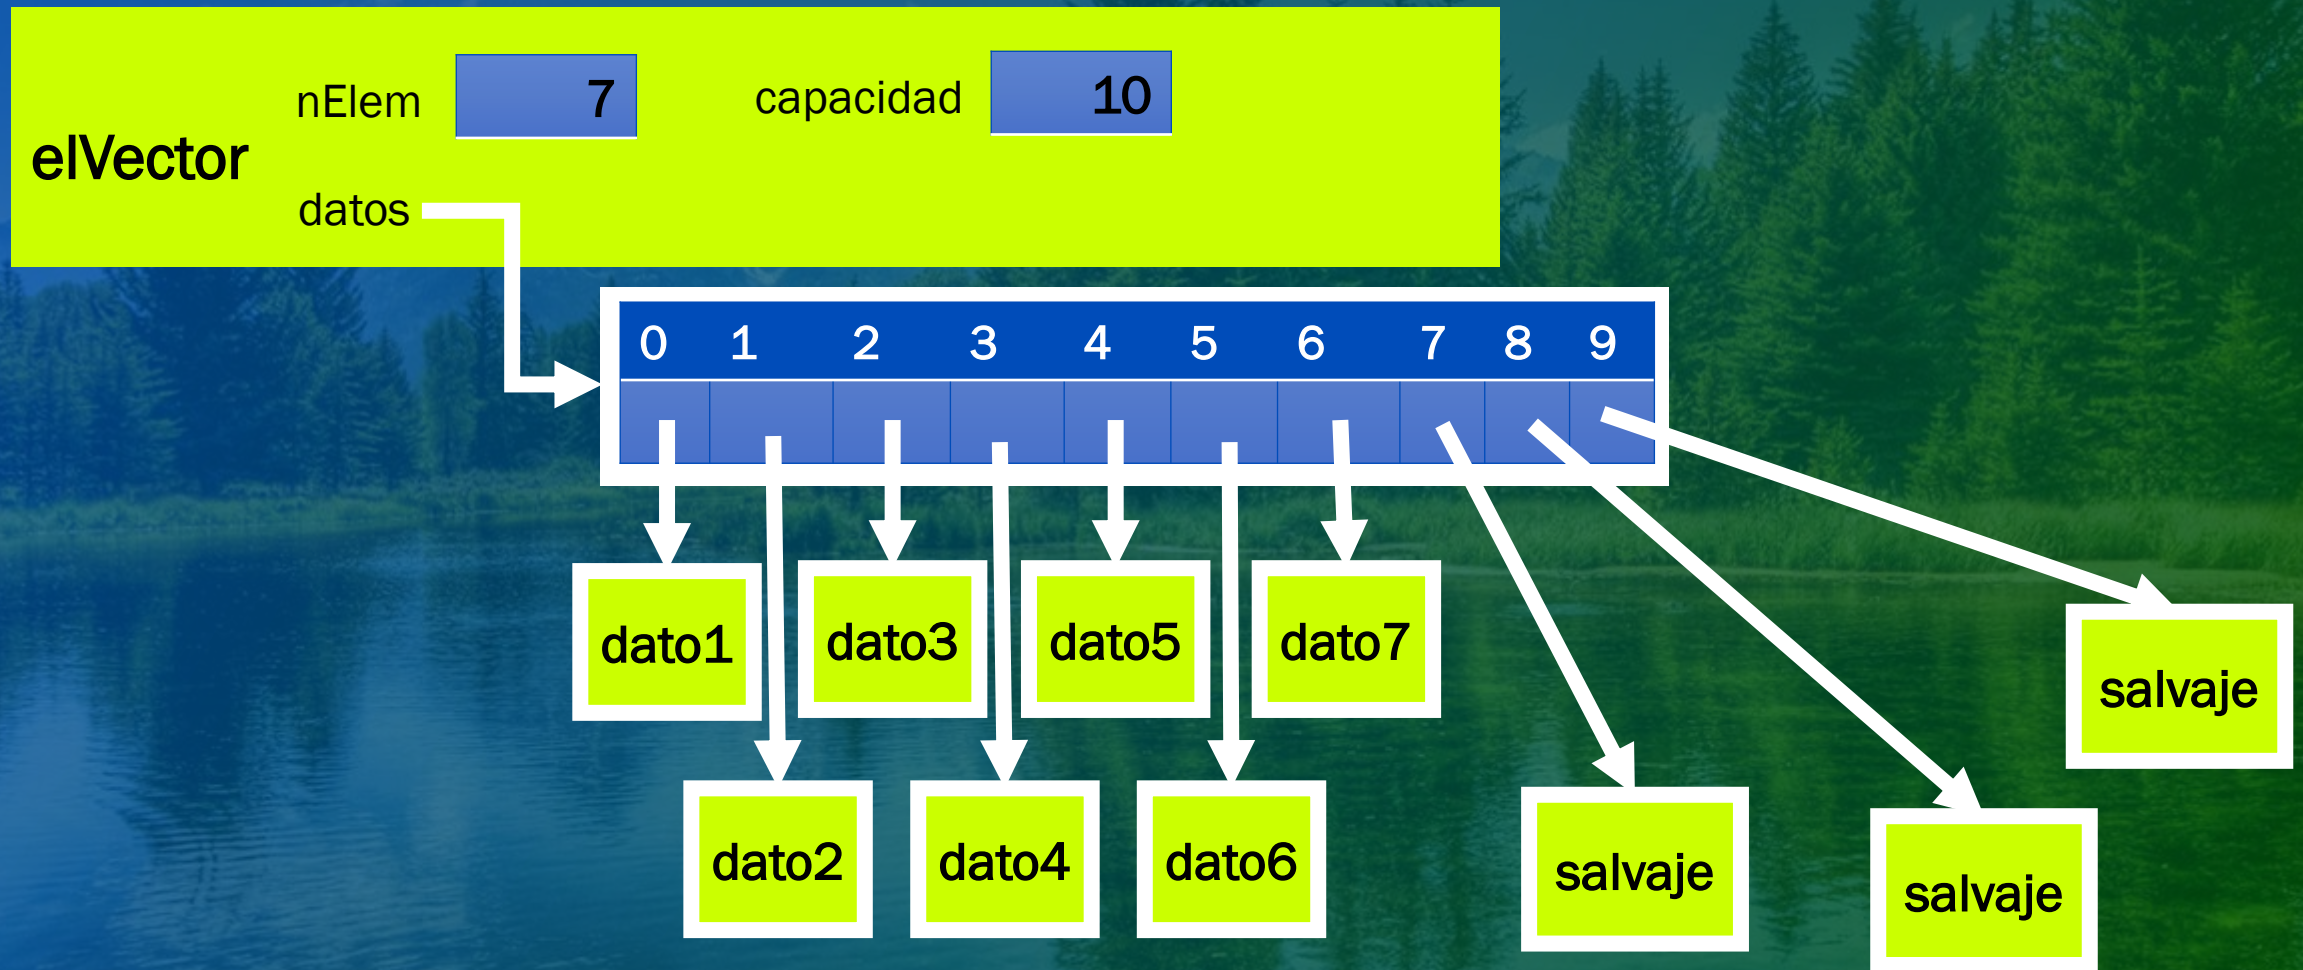 elVector
nElem 7 capacidad 10
datos
0 1 2 3 4 5 6 7 8 9
dato1 dato3 dato5 dato7
salvaje
dato2 dato4 dato6 salvaje salvaje